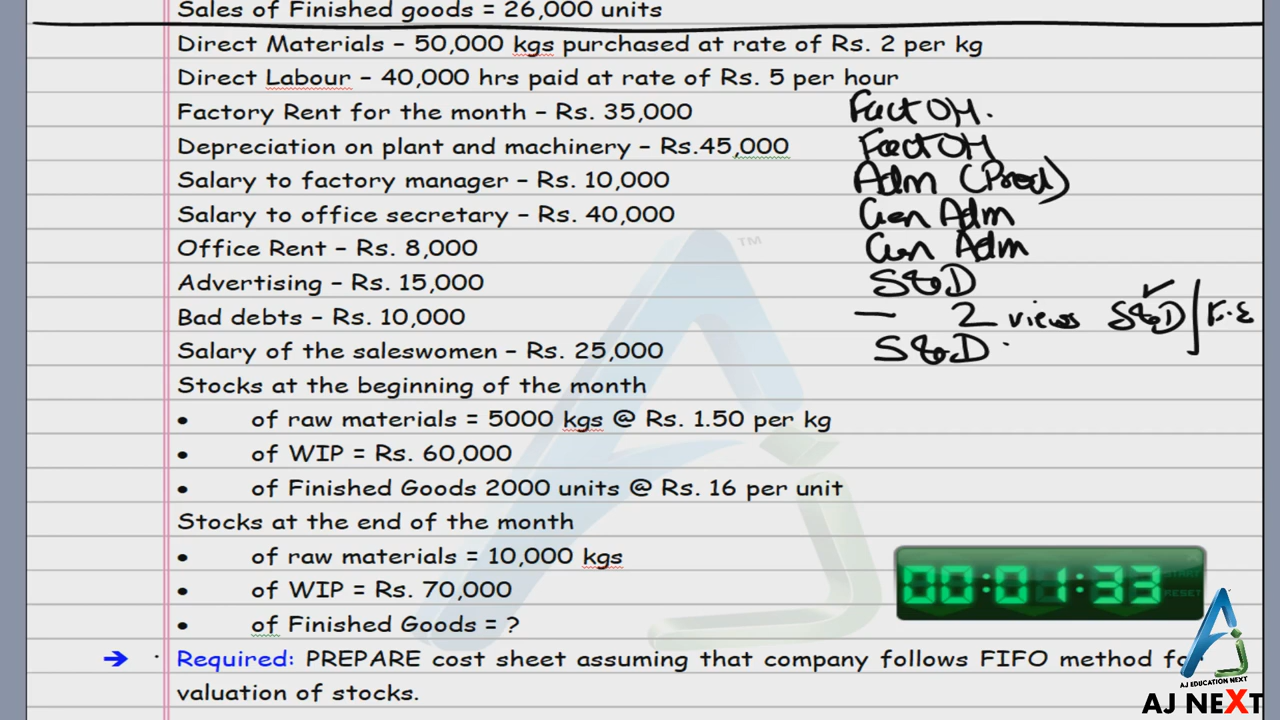 Sales of Finished goods = 26,000 units
Direct Materials – 50,000 kgs purchased at rate of Rs. 2 per kg
Direct Labour – 40,000 hrs paid at rate of Rs. 5 per hour
Factory Rent for the month – Rs. 35,000 Fact OH.
Depreciation on plant and machinery – Rs.45,000 Fact OH
Salary to factory manager – Rs. 10,000 Adm (Prod)
Salary to office secretary – Rs. 40,000 Gen Adm
Office Rent – Rs. 8,000 Gen Adm
Advertising – Rs. 15,000 S&D
Bad debts – Rs. 10,000 — 2 views S&D | F.E
Salary of the saleswomen – Rs. 25,000 S&D
Stocks at the beginning of the month
• of raw materials = 5000 kgs @ Rs. 1.50 per kg
• of WIP = Rs. 60,000
• of Finished Goods 2000 units @ Rs. 16 per unit
Stocks at the end of the month
• of raw materials = 10,000 kgs
• of WIP = Rs. 70,000
• of Finished Goods = ?
00:01:33
➔ Required: PREPARE cost sheet assuming that company follows FIFO method
valuation of stocks.
TM
AJ EDUCATION NEXT
AJ NEXT